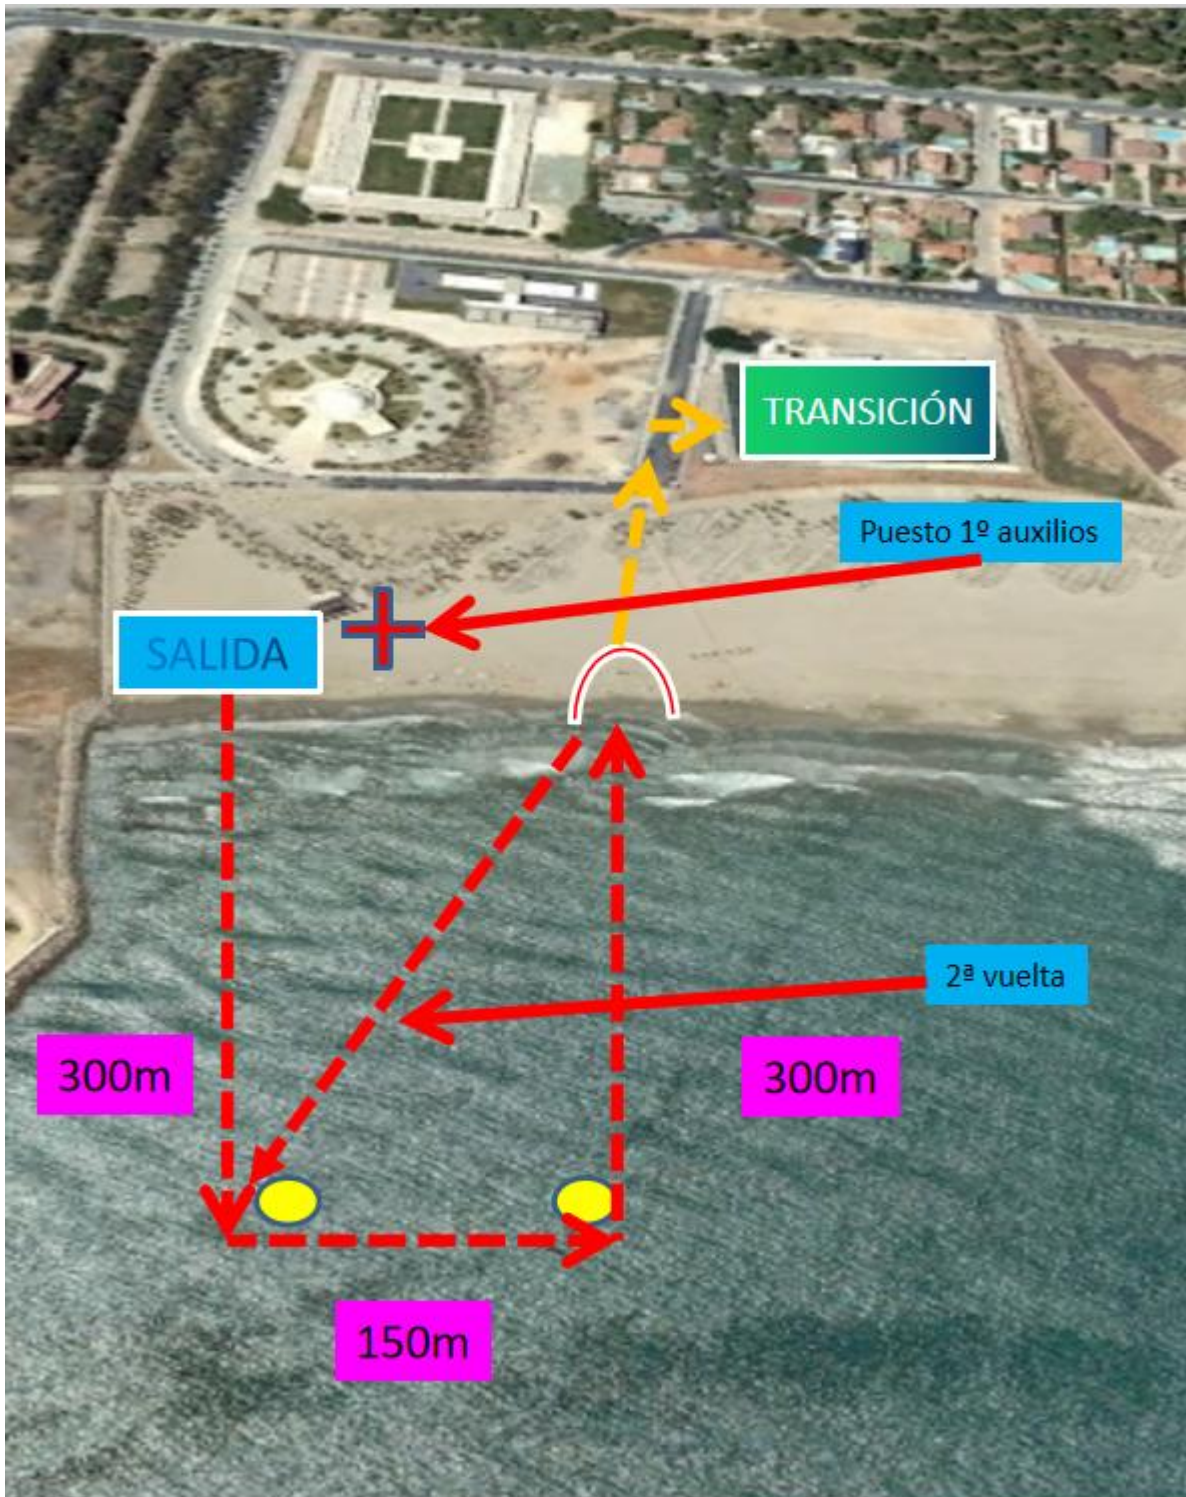 TRANSICIÓN
Puesto 1º auxilios
SALIDA
2ª vuelta
300m
300m
150m